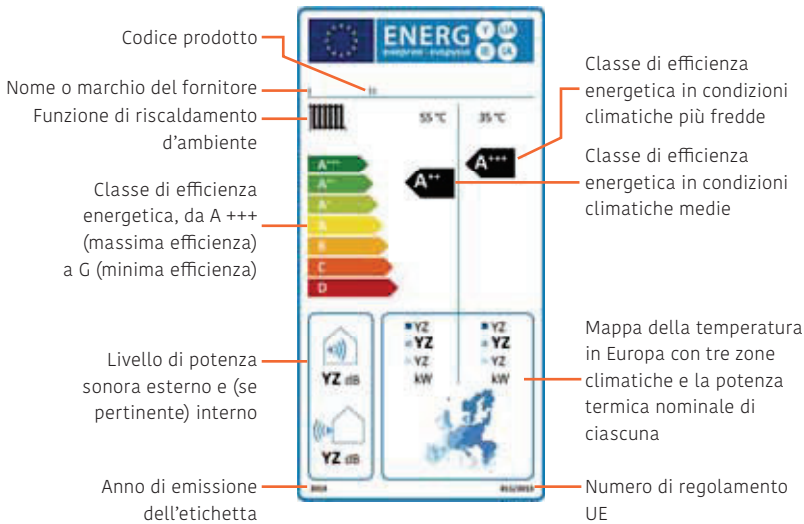 Codice prodotto
Nome o marchio del fornitore
Funzione di riscaldamento
d’ambiente
Classe di efficienza
energetica, da A +++
(massima efficienza)
a G (minima efficienza)
Livello di potenza
sonora esterno e (se
pertinente) interno
Anno di emissione
dell’etichetta
ENERG
Y IJA
IE IA
55 °C
35 °C
A+++
A++
A+
A
B
C
D
A++
A+++
YZ dB
YZ dB
YZ
YZ
YZ
kW
YZ
YZ
YZ
kW
Classe di efficienza
energetica in condizioni
climatiche più fredde
Classe di efficienza
energetica in condizioni
climatiche medie
Mappa della temperatura
in Europa con tre zone
climatiche e la potenza
termica nominale di
ciascuna
Numero di regolamento
UE